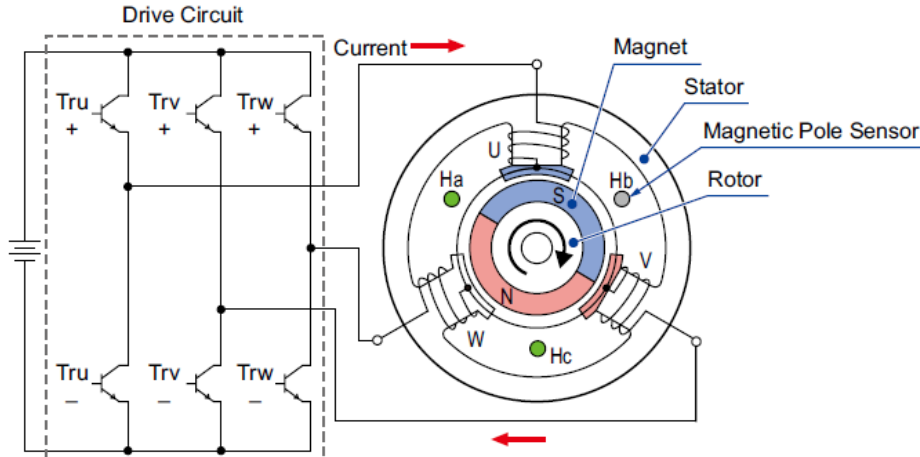 Drive Circuit
Current
Magnet
Stator
Magnetic Pole Sensor
Rotor
Tru
+
Trv
+
Trw
+
U
Ha
Hb
S
N
V
W
Hc
Tru
−
Trv
−
Trw
−